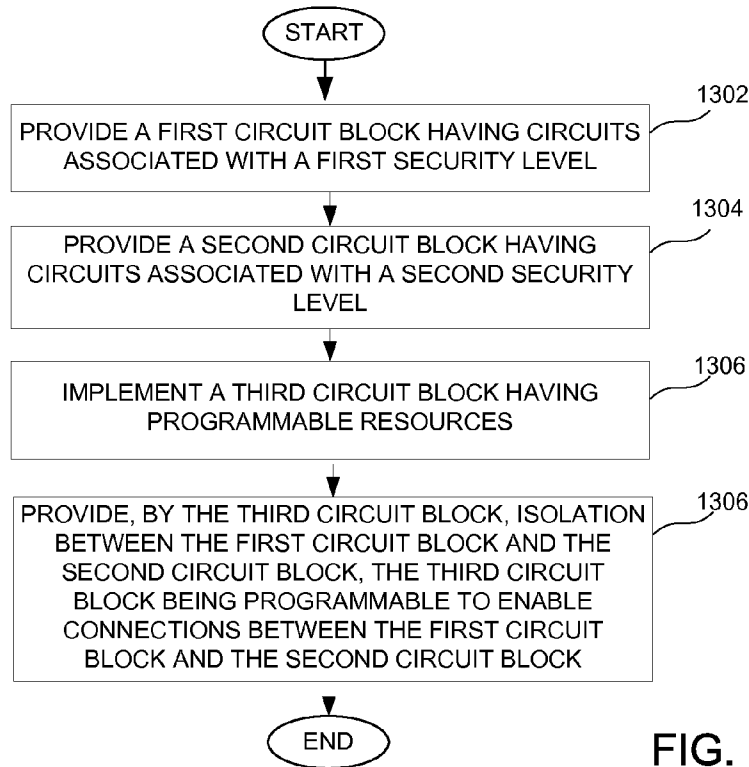 START
1302
PROVIDE A FIRST CIRCUIT BLOCK HAVING CIRCUITS
ASSOCIATED WITH A FIRST SECURITY LEVEL
1304
PROVIDE A SECOND CIRCUIT BLOCK HAVING
CIRCUITS ASSOCIATED WITH A SECOND SECURITY
LEVEL
1306
IMPLEMENT A THIRD CIRCUIT BLOCK HAVING
PROGRAMMABLE RESOURCES
1306
PROVIDE, BY THE THIRD CIRCUIT BLOCK, ISOLATION
BETWEEN THE FIRST CIRCUIT BLOCK AND THE
SECOND CIRCUIT BLOCK, THE THIRD CIRCUIT
BLOCK BEING PROGRAMMABLE TO ENABLE
CONNECTIONS BETWEEN THE FIRST CIRCUIT
BLOCK AND THE SECOND CIRCUIT BLOCK
END
FIG.